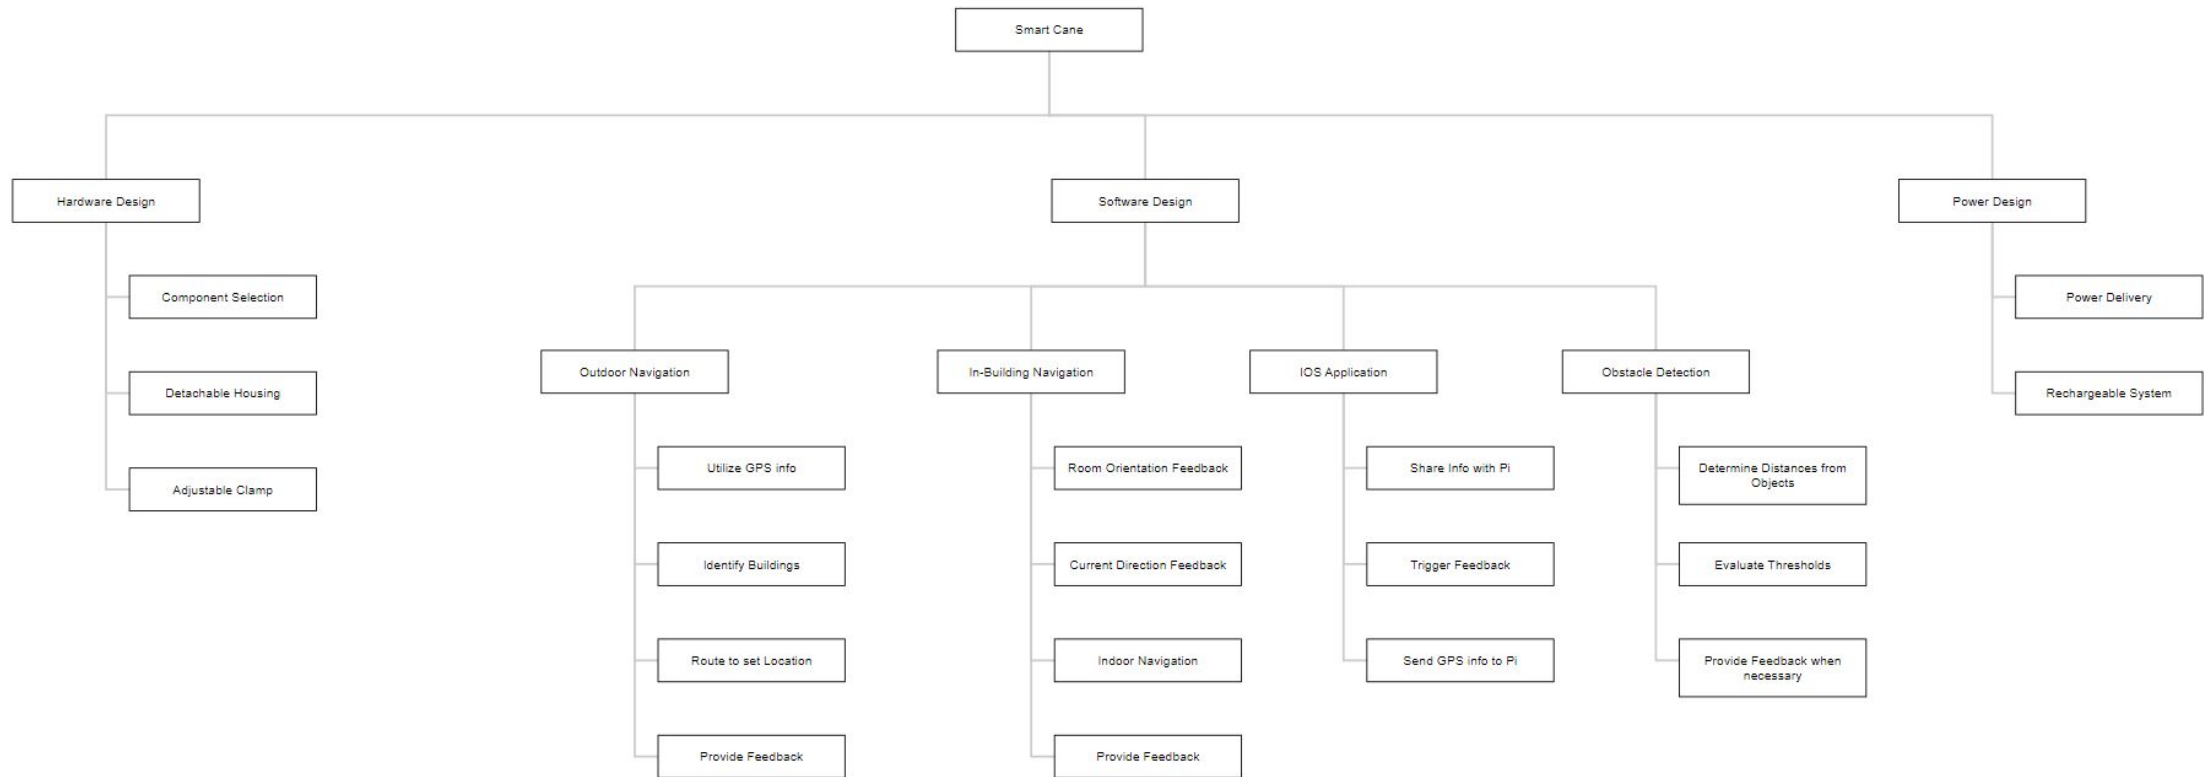 Smart Cane
Hardware Design
Software Design
Power Design
Component Selection
Power Delivery
Outdoor Navigation
In-Building Navigation
IOS Application
Obstacle Detection
Detachable Housing
Rechargeable System
Utilize GPS info
Room Orientation Feedback
Share Info with Pi
Determine Distances from
Objects
Adjustable Clamp
Identify Buildings
Current Direction Feedback
Trigger Feedback
Evaluate Thresholds
Route to set Location
Indoor Navigation
Send GPS info to Pi
Provide Feedback when
necessary
Provide Feedback
Provide Feedback